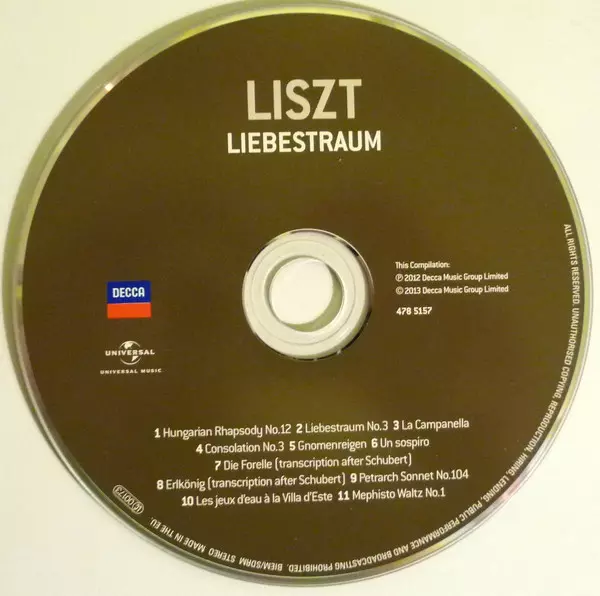 LISZT
LIEBESTRAUM
This Compilation:
℗ 2012 Decca Music Group Limited
© 2013 Decca Music Group Limited
478 5157
DECCA
UNIVERSAL
UNIVERSAL MUSIC
1 Hungarian Rhapsody No.12 2 Liebestraum No.3 3 La Campanella
4 Consolation No.3 5 Gnomenreigen 6 Un sospiro
7 Die Forelle (transcription after Schubert)
8 Erlkönig (transcription after Schubert) 9 Petrarch Sonnet No.104
10 Les jeux d'eau à la Villa d'Este 11 Mephisto Waltz No.1
ALL RIGHTS RESERVED. UNAUTHORISED COPYING, REPRODUCTION, HIRING, LENDING, PUBLIC PERFORMANCE AND BROADCASTING PROHIBITED. BIEM/SDRM STEREO MADE IN THE EU.
LC 00173